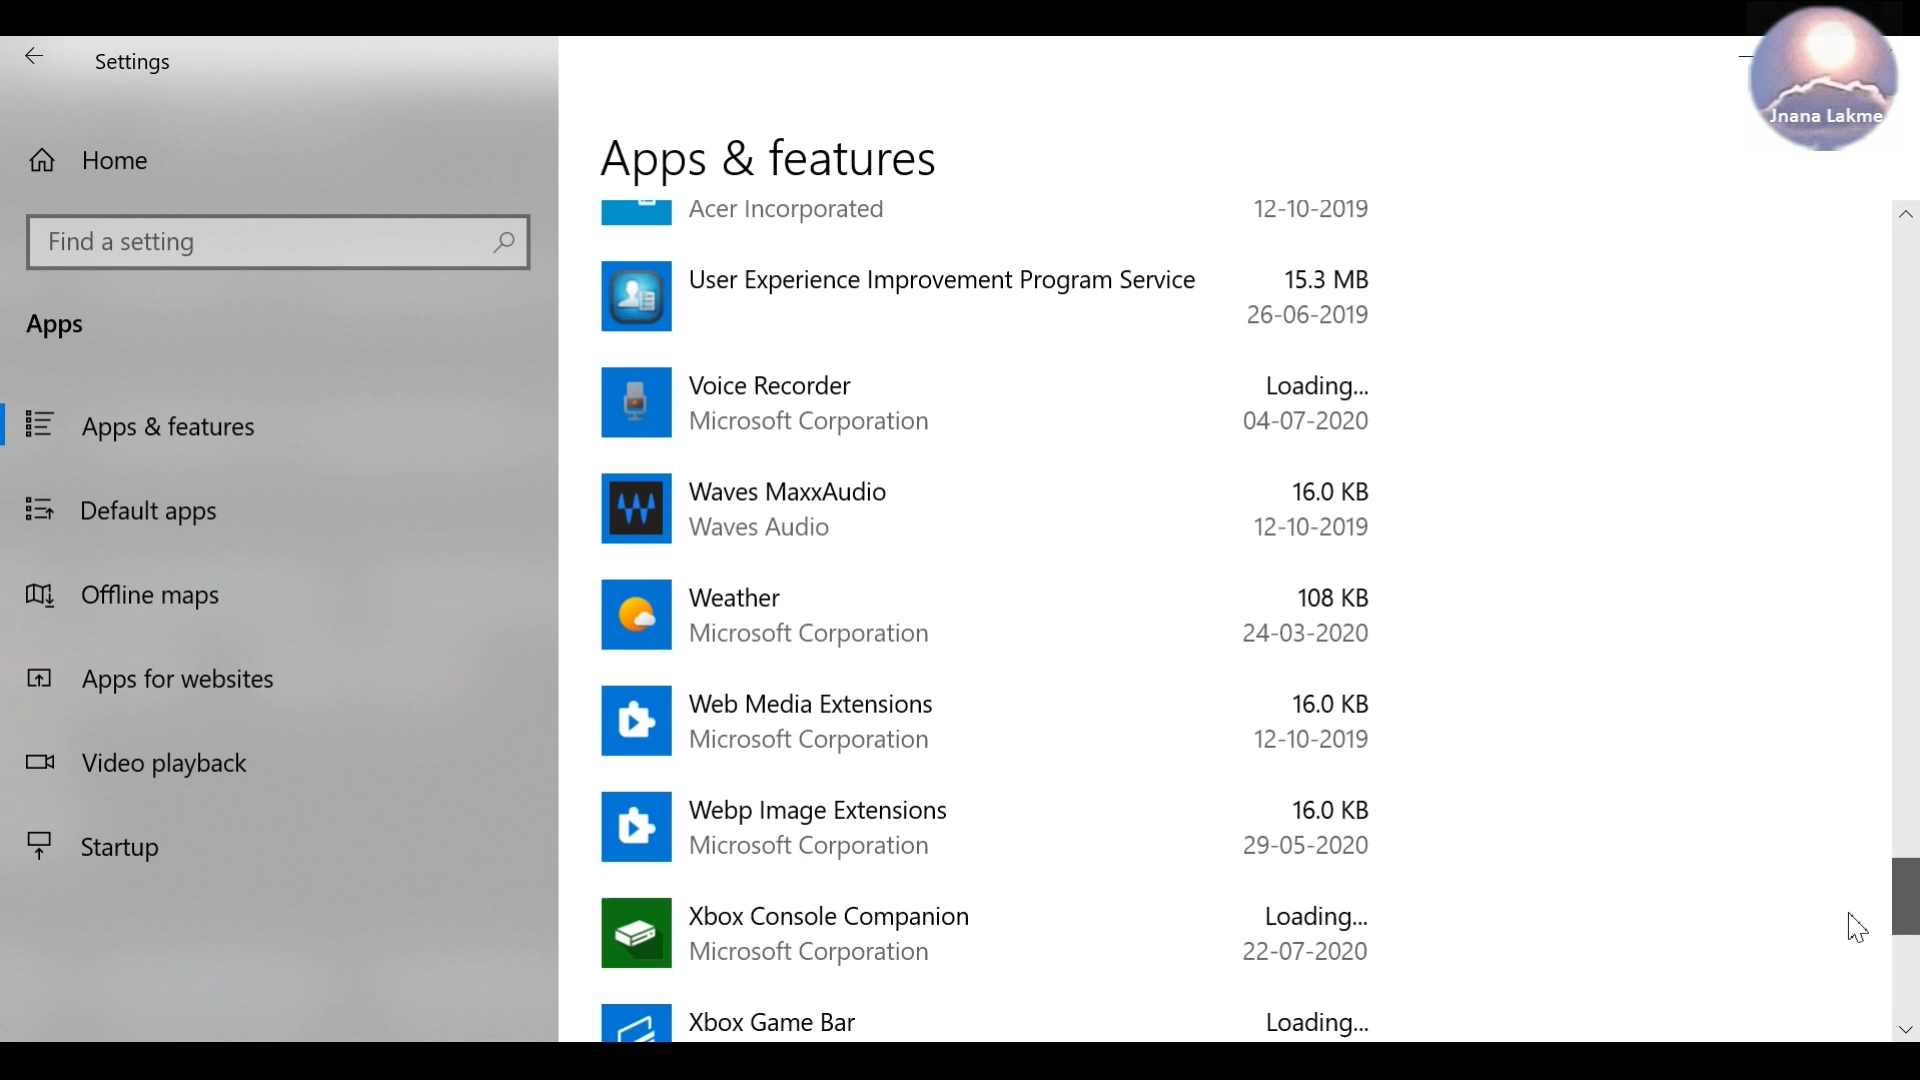 Settings
Jnana Lakme
Home
Find a setting
Apps
Apps & features
Default apps
Offline maps
Apps for websites
Video playback
Startup
Apps & features
Acer Incorporated 12-10-2019
User Experience Improvement Program Service 15.3 MB
26-06-2019
Voice Recorder Loading...
Microsoft Corporation 04-07-2020
Waves MaxxAudio 16.0 KB
Waves Audio 12-10-2019
Weather 108 KB
Microsoft Corporation 24-03-2020
Web Media Extensions 16.0 KB
Microsoft Corporation 12-10-2019
Webp Image Extensions 16.0 KB
Microsoft Corporation 29-05-2020
Xbox Console Companion Loading...
Microsoft Corporation 22-07-2020
Xbox Game Bar Loading...